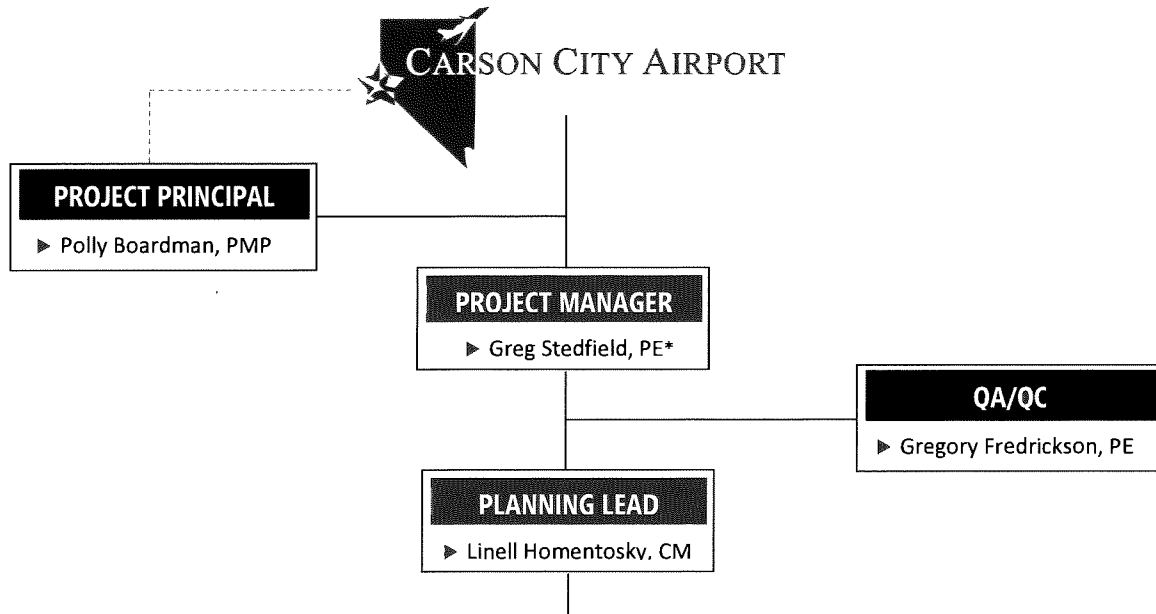 CARSON CITY AIRPORT
PROJECT PRINCIPAL
▶ Polly Boardman, PMP
PROJECT MANAGER
▶ Greg Stedfield, PE*
QA/QC
▶ Gregory Fredrickson, PE
PLANNING LEAD
▶ Linell Homentosky, CM